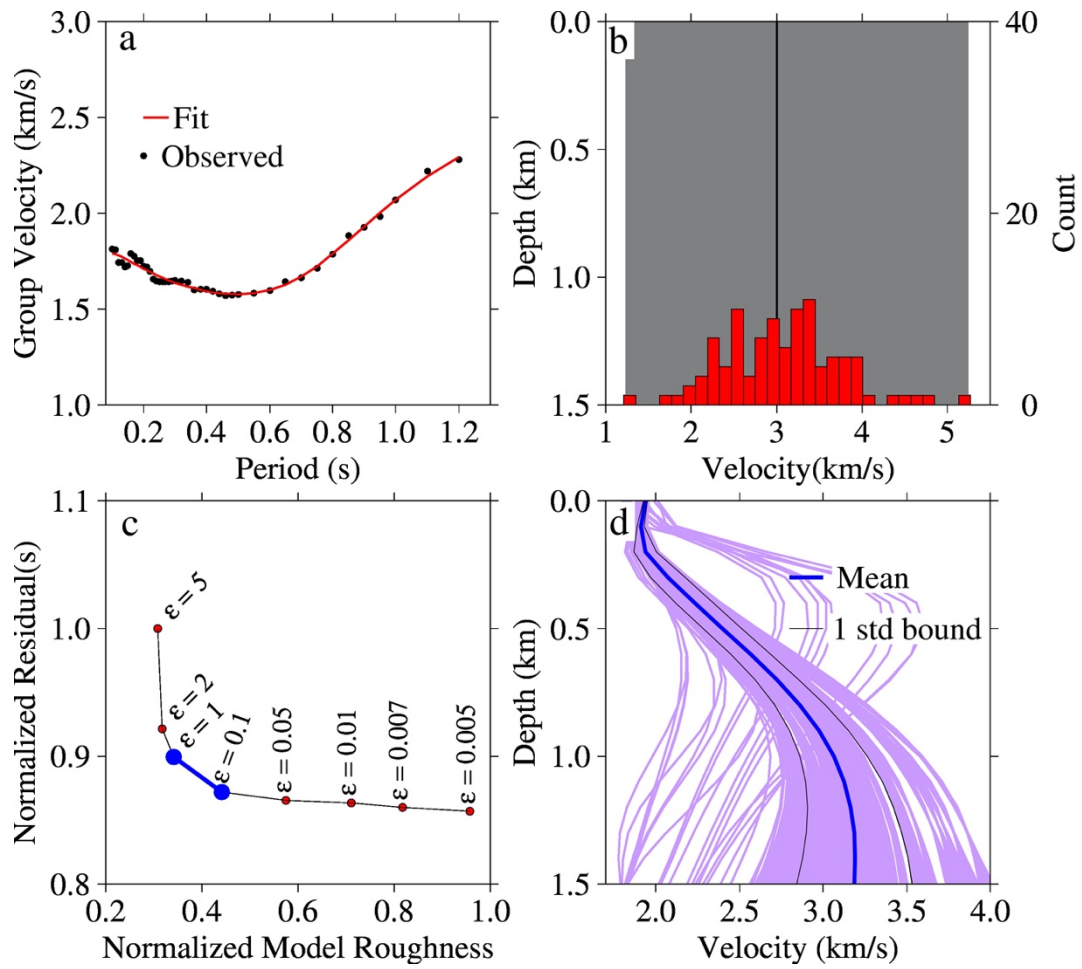 a
3.0
2.5
2.0
1.5
1.0
Group Velocity (km/s)
Fit
Observed
0.2 0.4 0.6 0.8 1.0 1.2
Period (s)
b
0.0
0.5
1.0
1.5
Depth (km)
40
20
0
Count
1 2 3 4 5
Velocity(km/s)
c
1.1
1.0
0.9
0.8
Normalized Residual(s)
ε = 5
ε = 2
ε = 1
ε = 0.1
ε = 0.05
ε = 0.01
ε = 0.007
ε = 0.005
0.2 0.4 0.6 0.8 1.0
Normalized Model Roughness
d
0.0
0.5
1.0
1.5
Depth (km)
Mean
1 std bound
2.0 2.5 3.0 3.5 4.0
Velocity (km/s)